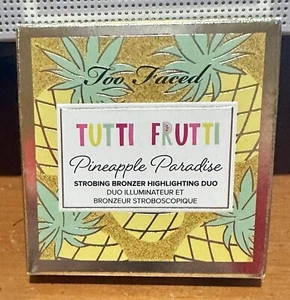 Too Faced
TUTTI FRUTTI
Pineapple Paradise
STROBING BRONZER HIGHLIGHTING DUO
DUO ILLUMINATEUR ET
BRONZEUR STROBOSCOPIQUE